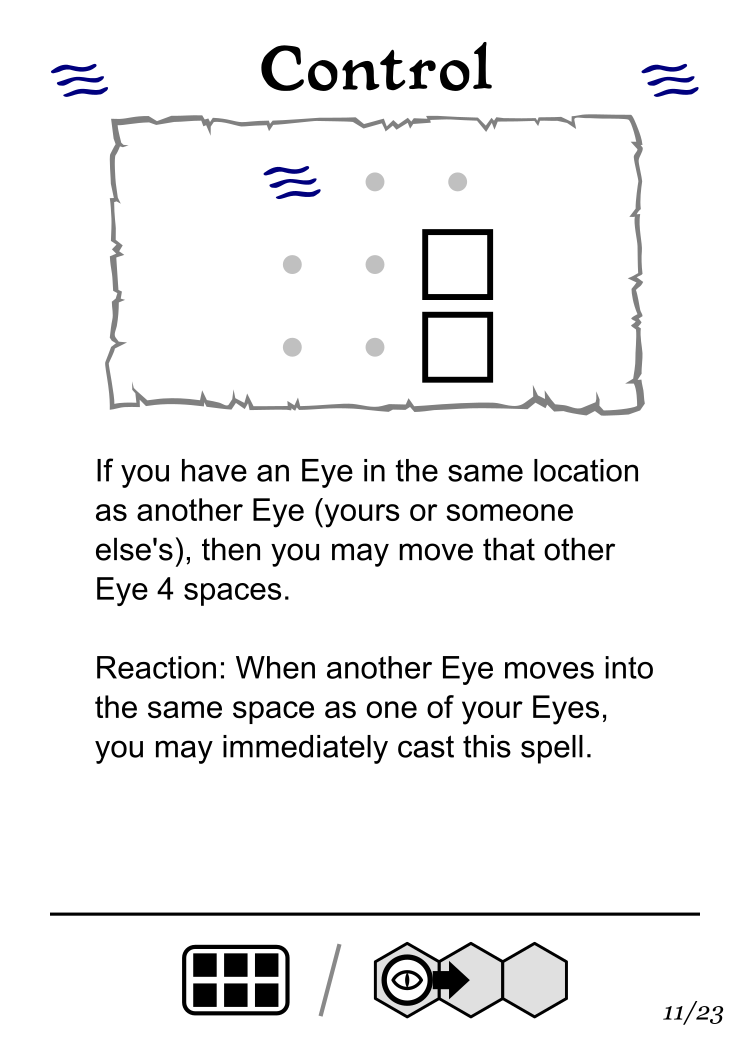 Control
If you have an Eye in the same location
as another Eye (yours or someone
else's), then you may move that other
Eye 4 spaces.
Reaction: When another Eye moves into
the same space as one of your Eyes,
you may immediately cast this spell.
11/23